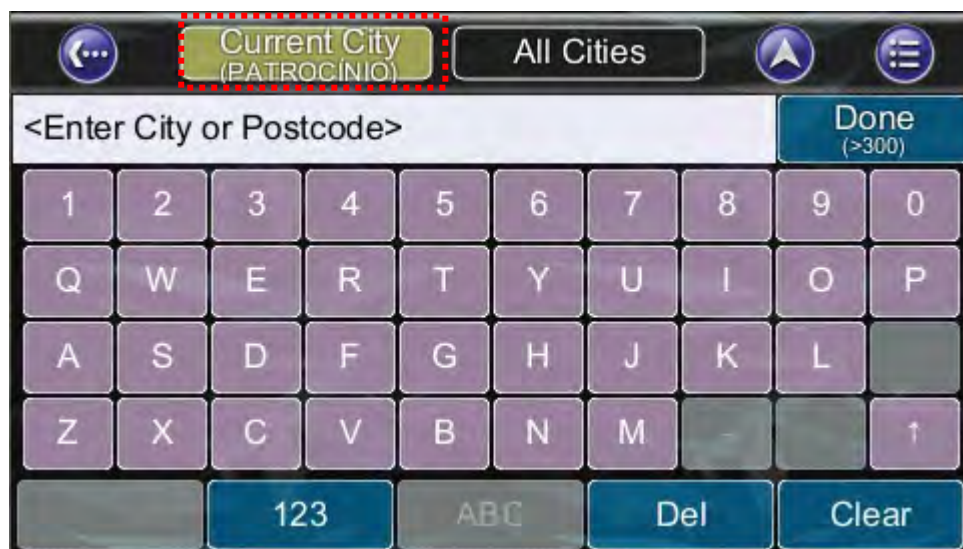 Current City All Cities
(PATROCÍNIO)
<Enter City or Postcode> Done
(>300)
1 2 3 4 5 6 7 8 9 0
Q W E R T Y U I O P
A S D F G H J K L
Z X C V B N M - ↑
123 ABC Del Clear